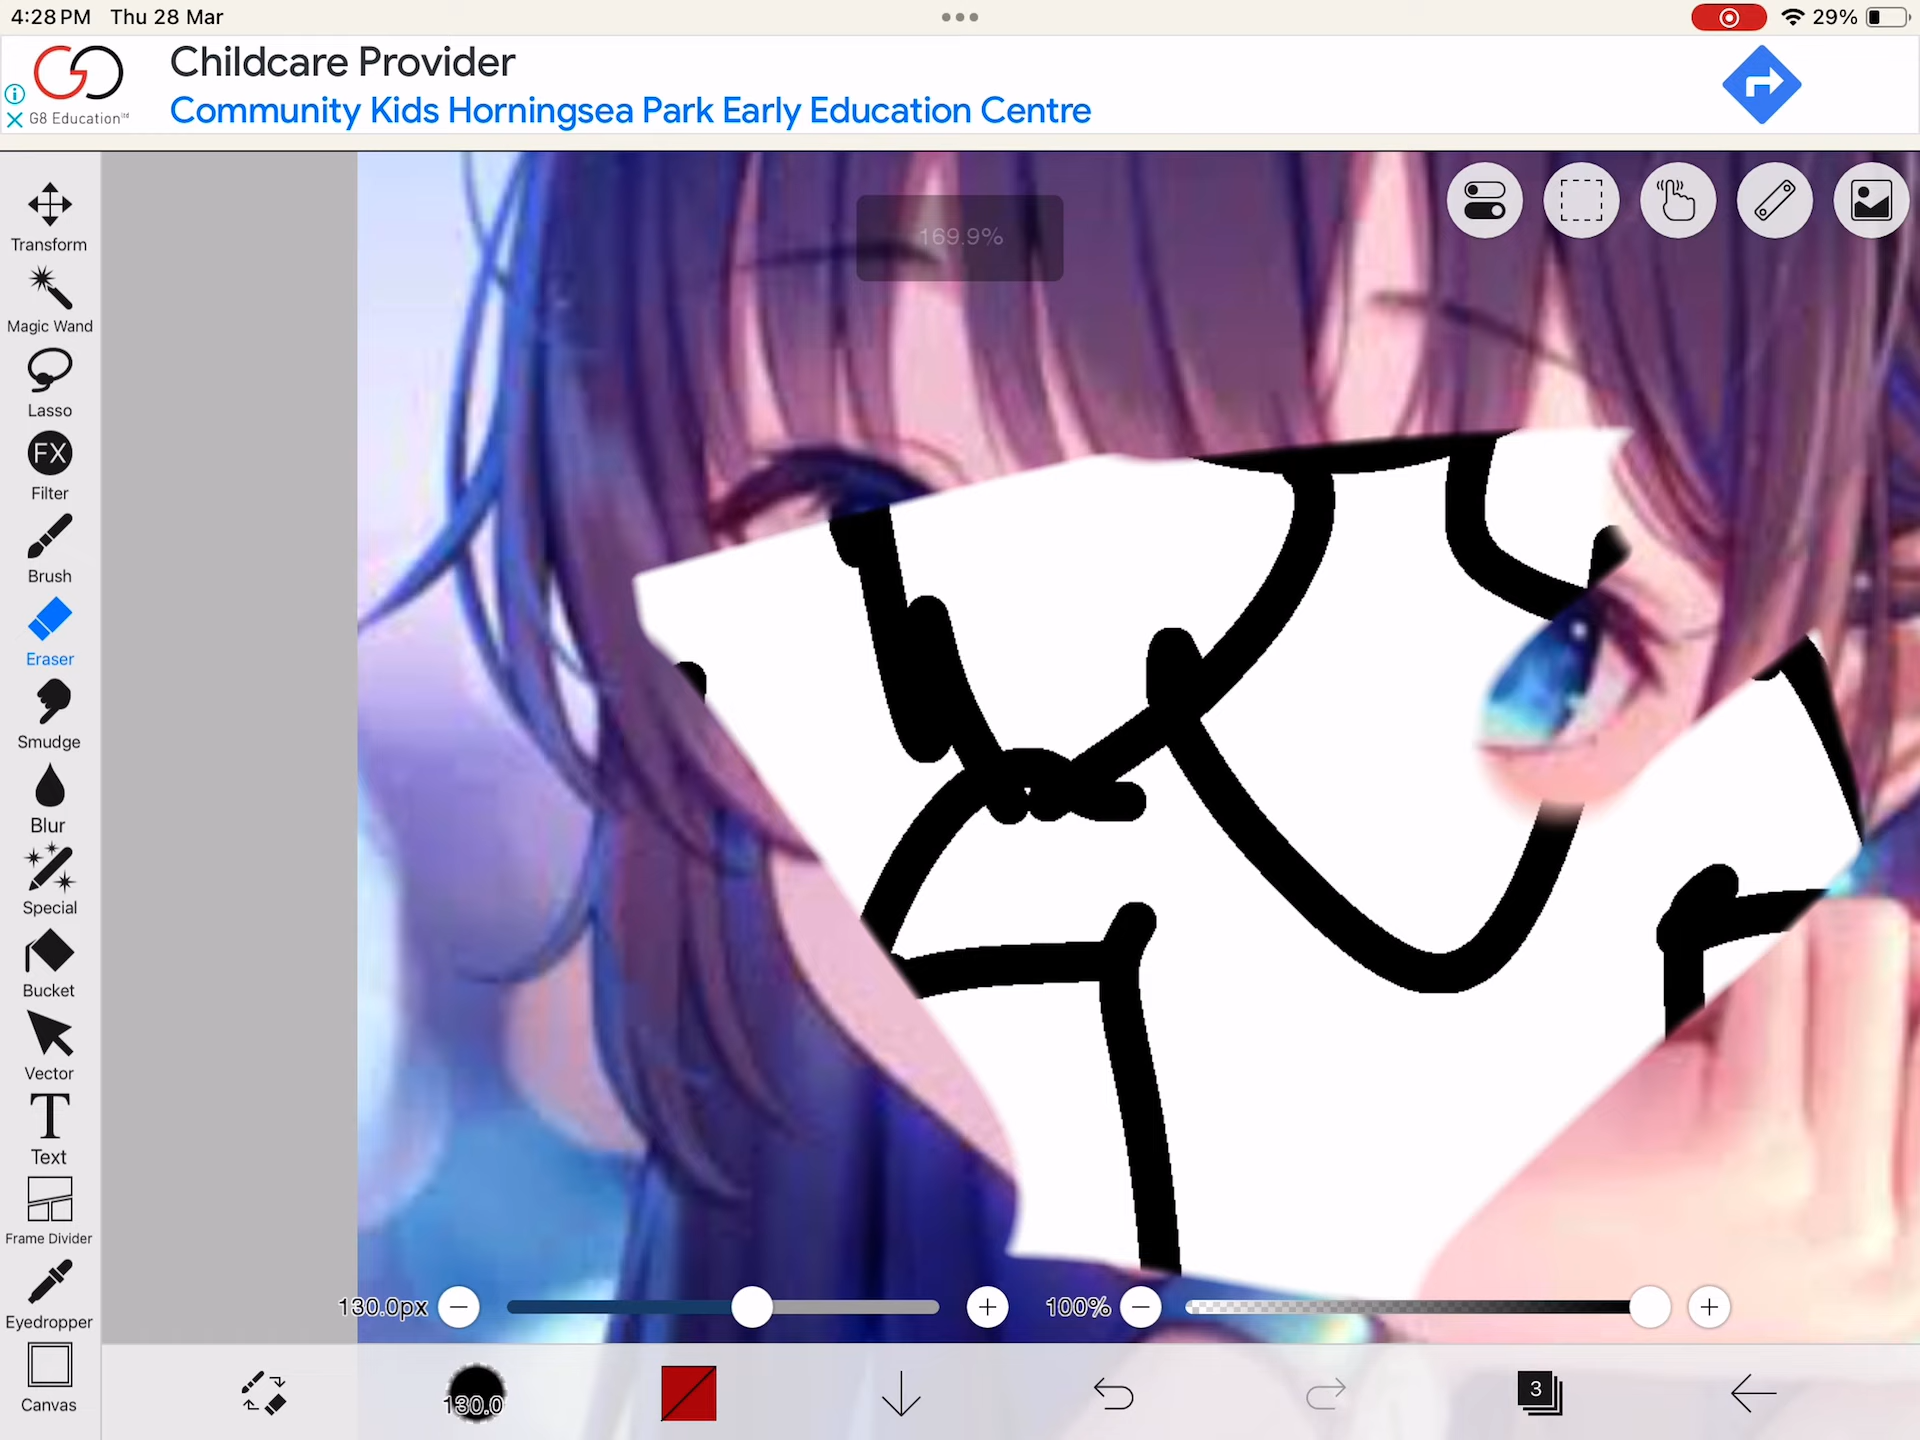 4:28 PM Thu 28 Mar
29%
Childcare Provider
Community Kids Horningsea Park Early Education Centre
G8 Education ltd
169.9%
Transform
Magic Wand
Lasso
FX
Filter
Brush
Eraser
Smudge
Blur
Special
Bucket
Vector
T
Text
Frame Divider
Eyedropper
Canvas
130.0px
100%
130.0
3